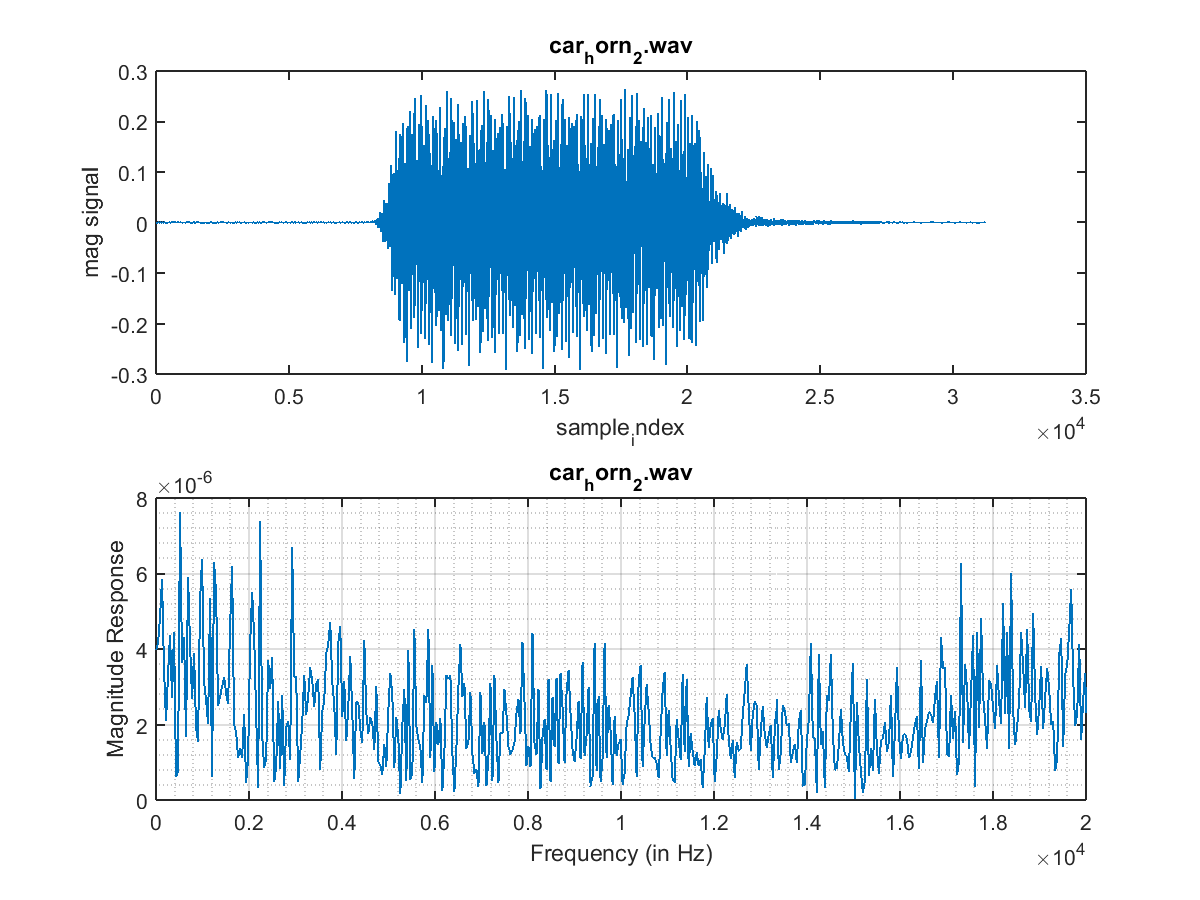 car_horn_2.wav
0.3
0.2
0.1
0
-0.1
-0.2
-0.3
mag signal
0 0.5 1 1.5 2 2.5 3 3.5
sample_index
×10^4
car_horn_2.wav
×10^-6
8
6
4
2
0
Magnitude Response
0 0.2 0.4 0.6 0.8 1 1.2 1.4 1.6 1.8 2
Frequency (in Hz)
×10^4